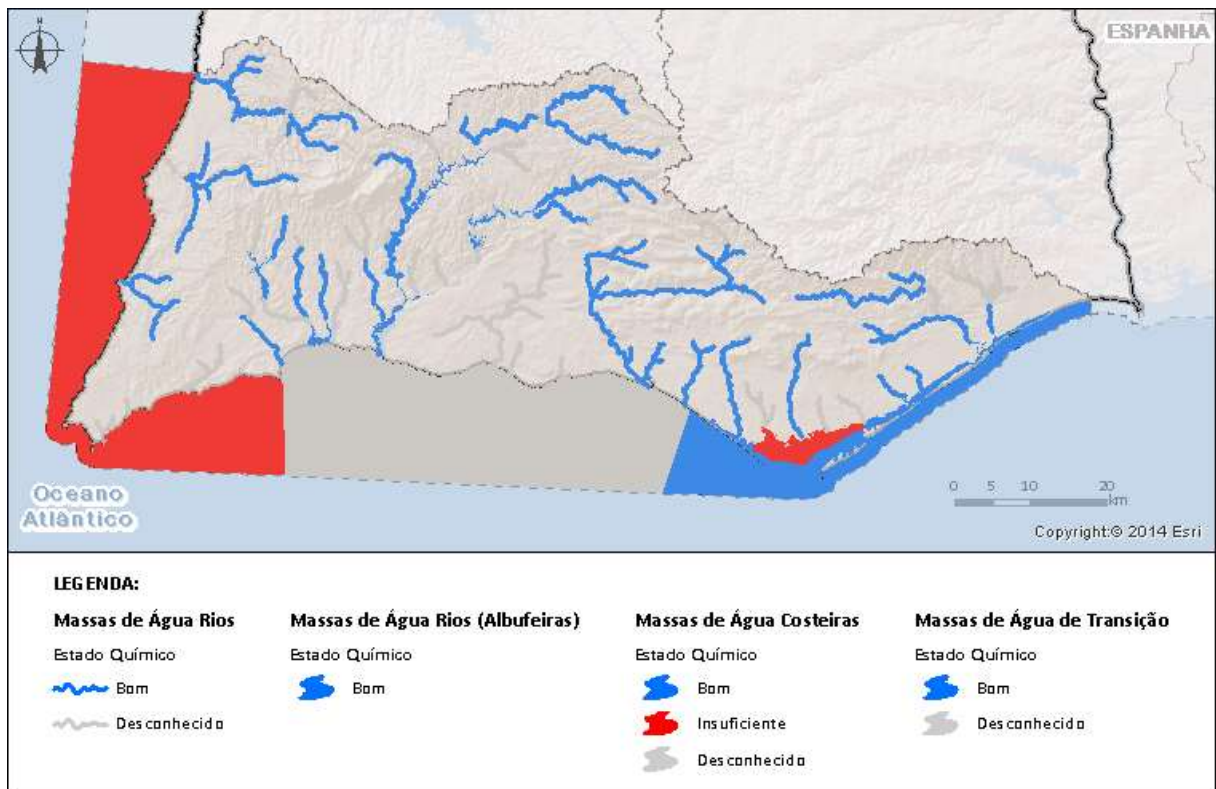 N
ESPANHA
Oceano
Atlântico
0 5 10 20
km
Copyright:© 2014 Esri
LEGENDA:
Massas de Água Rios
Estado Químico
Bom
Desconhecido
Massas de Água Rios (Albufeiras)
Estado Químico
Bom
Massas de Água Costeiras
Estado Químico
Bom
Insuficiente
Desconhecido
Massas de Água de Transição
Estado Químico
Bom
Desconhecido